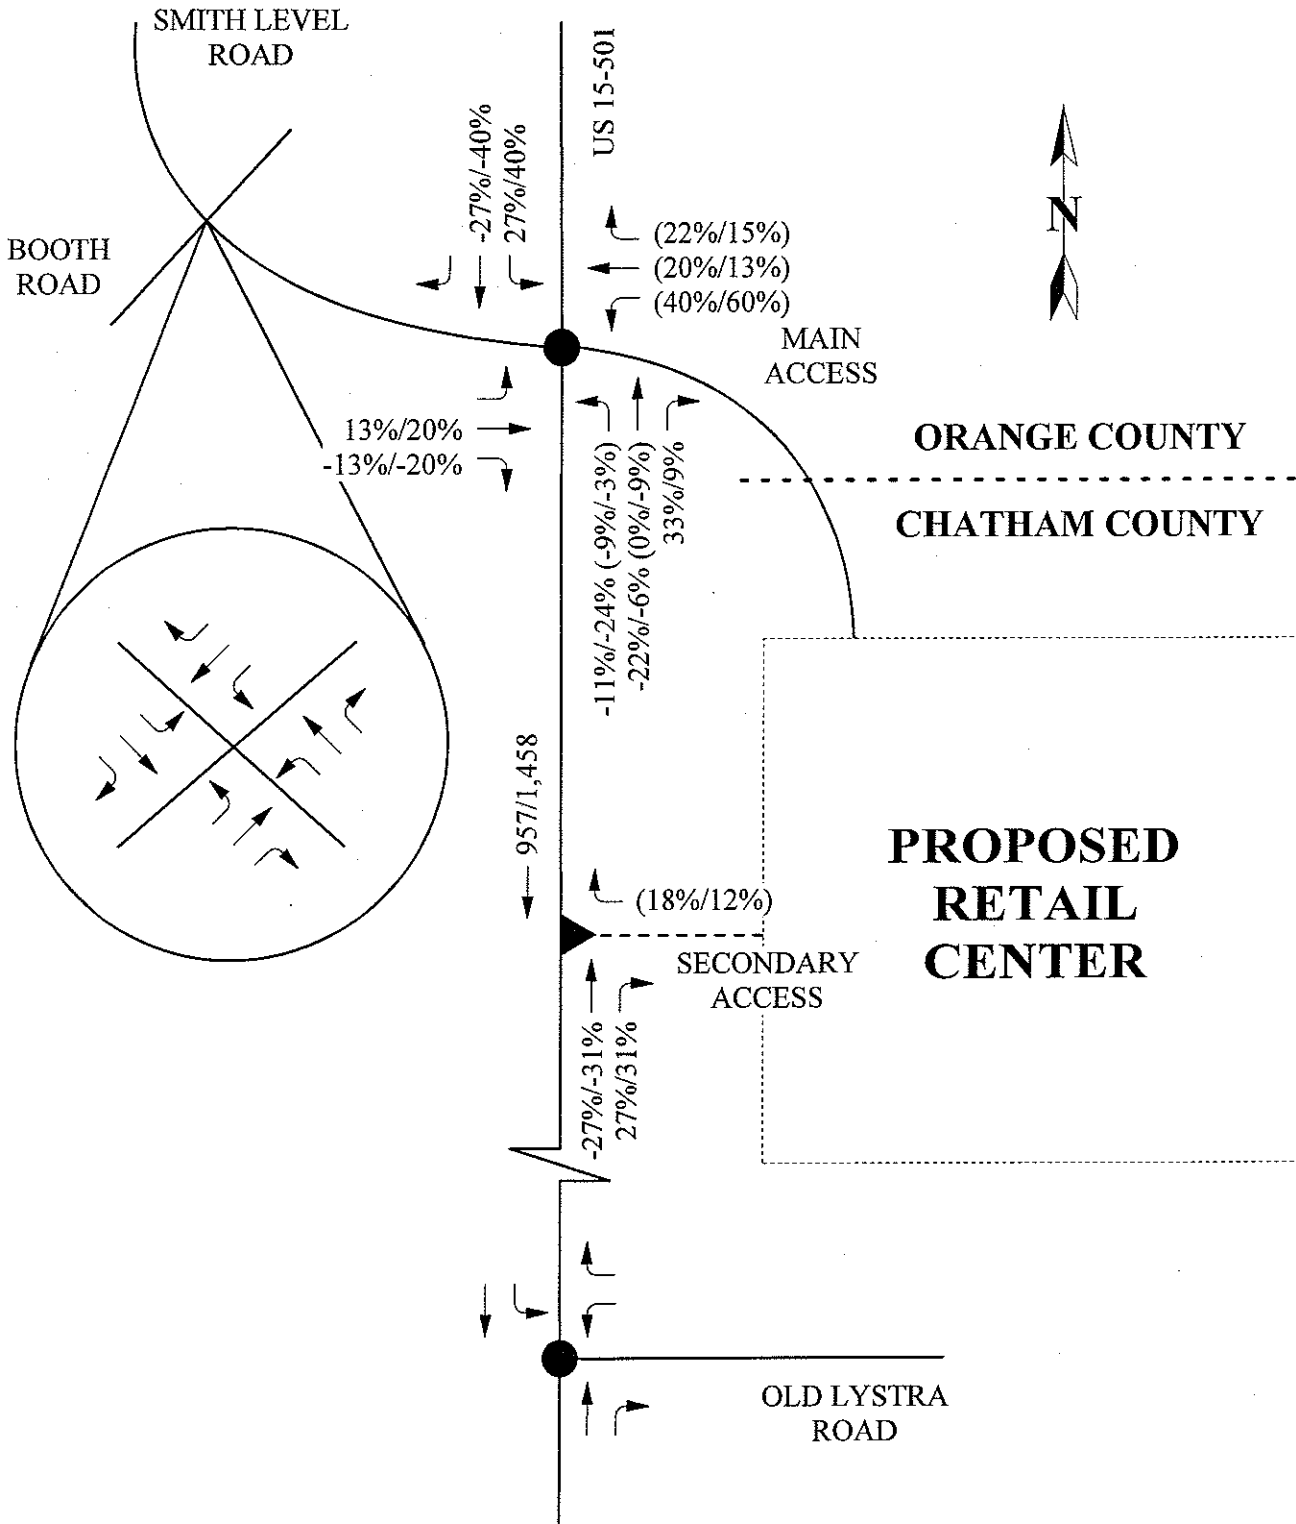 SMITH LEVEL
ROAD
US 15-501
-27%/-40%
27%/40%
N
BOOTH
ROAD
(22%/15%)
(20%/13%)
(40%/60%)
MAIN
ACCESS
13%/20%
-13%/-20%
-11%/-24% (-9%/-3%)
-22%/-6% (0%/-9%)
33%/9%
ORANGE COUNTY
CHATHAM COUNTY
957/1,458
PROPOSED
RETAIL
CENTER
(18%/12%)
SECONDARY
ACCESS
-27%/-31%
27%/31%
OLD LYSTRA
ROAD